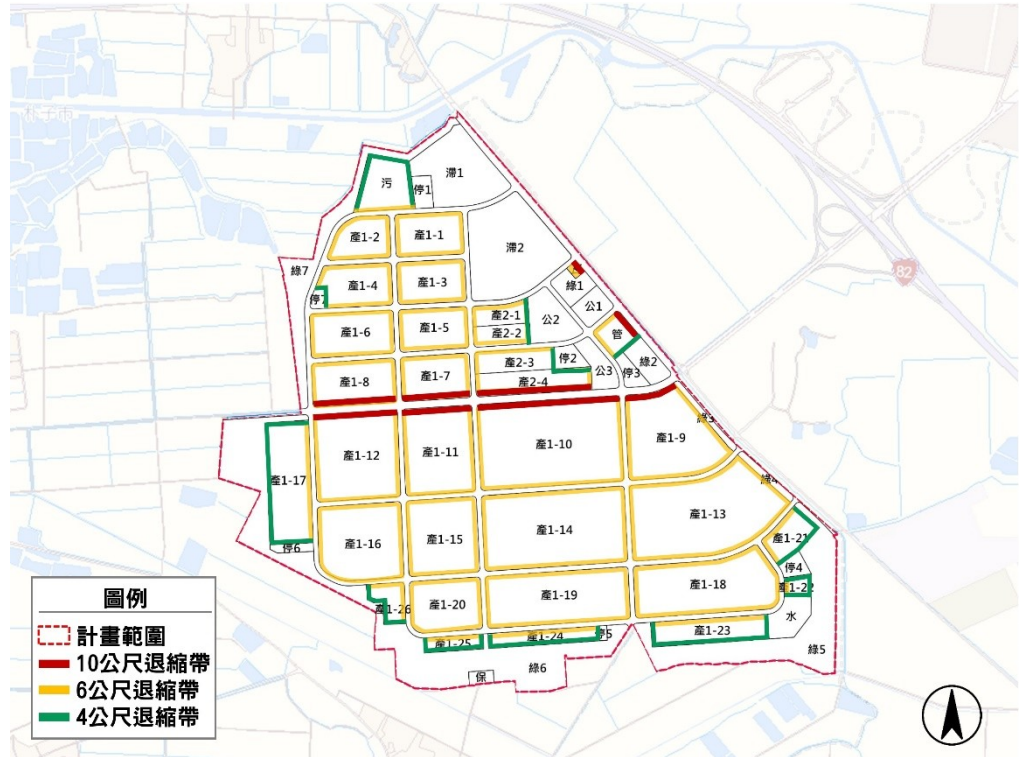 朴子市
82
滯1
污
停1
產1-2
產1-1
滯2
綠7
產1-4
產1-3
停7
綠1
公1
產2-1
公2
產1-6
產1-5
產2-2
管
產2-3
停2
綠2
產1-8
產1-7
公3
停3
產2-4
綠3
產1-12
產1-11
產1-10
產1-9
產1-17
綠4
產1-16
產1-15
產1-14
產1-13
停6
產1-21
停4
產1-22
產1-26
產1-20
產1-19
產1-18
水
產1-25
產1-24
停5
產1-23
綠5
保
綠6
圖例
計畫範圍
10公尺退縮帶
6公尺退縮帶
4公尺退縮帶